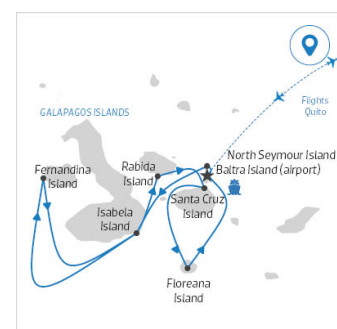 GALAPAGOS ISLANDS
Flights
Quito
North Seymour Island
Baltra Island (airport)
Fernandina
Island
Rabida
Island
Santa Cruz
Island
Isabela
Island
Floreana
Island